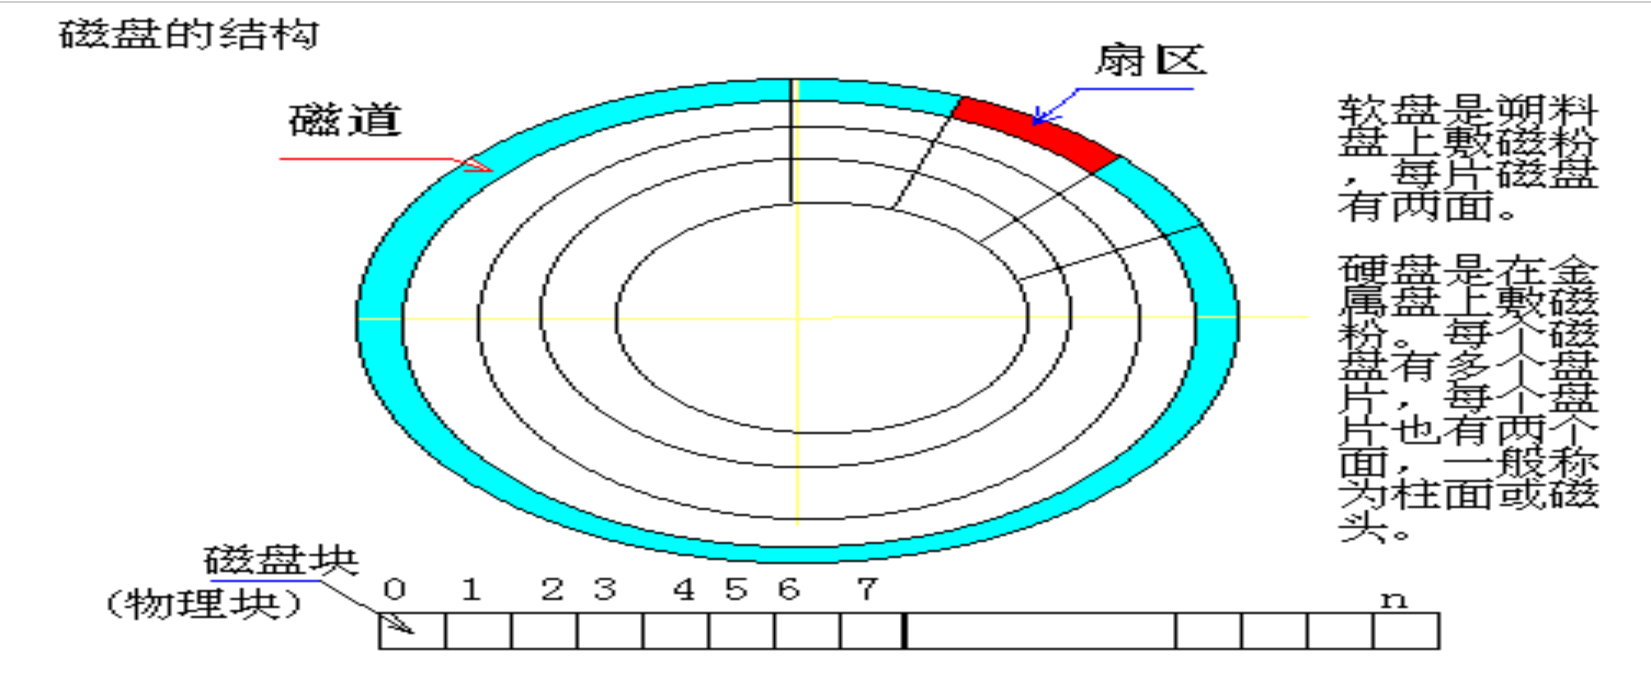 磁盘的结构
扇区
磁道
软盘是朔料
盘上敷磁粉
，每片磁盘
有两面。
硬盘是在金
属盘上敷磁
粉。每个磁
盘有多个盘
片，每个盘
片也有两个
面，一般称
为柱面或磁
头。
磁盘块
(物理块)
0 1 2 3 4 5 6 7 n